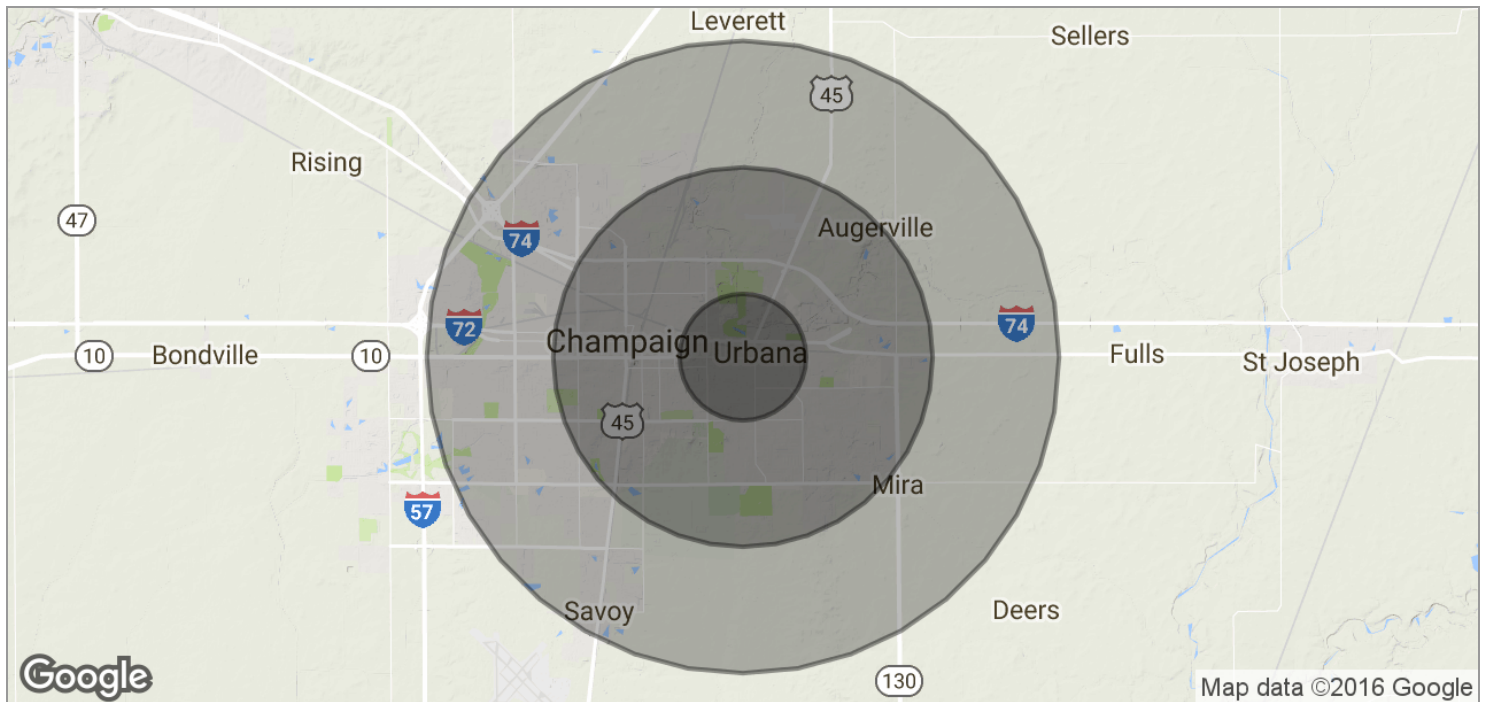 Leverett
Sellers
45
Rising
47
74
Augerville
72
74
Champaign
Urbana
10
Bondville
10
Fulls
St Joseph
45
Mira
57
Savoy
Deers
Google
130
Map data ©2016 Google